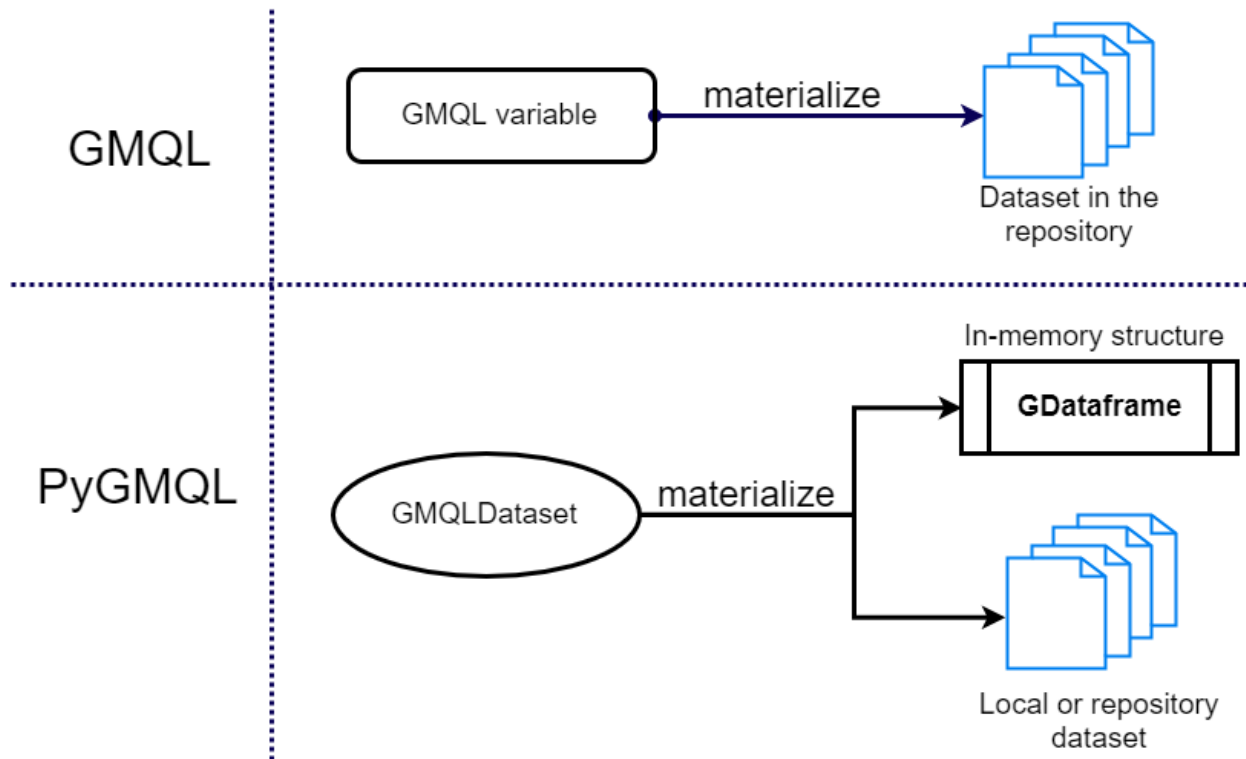 GMQL
GMQL variable
materialize
Dataset in the
repository
PyGMQL
GMQLDataset
materialize
In-memory structure
GDataframe
Local or repository
dataset